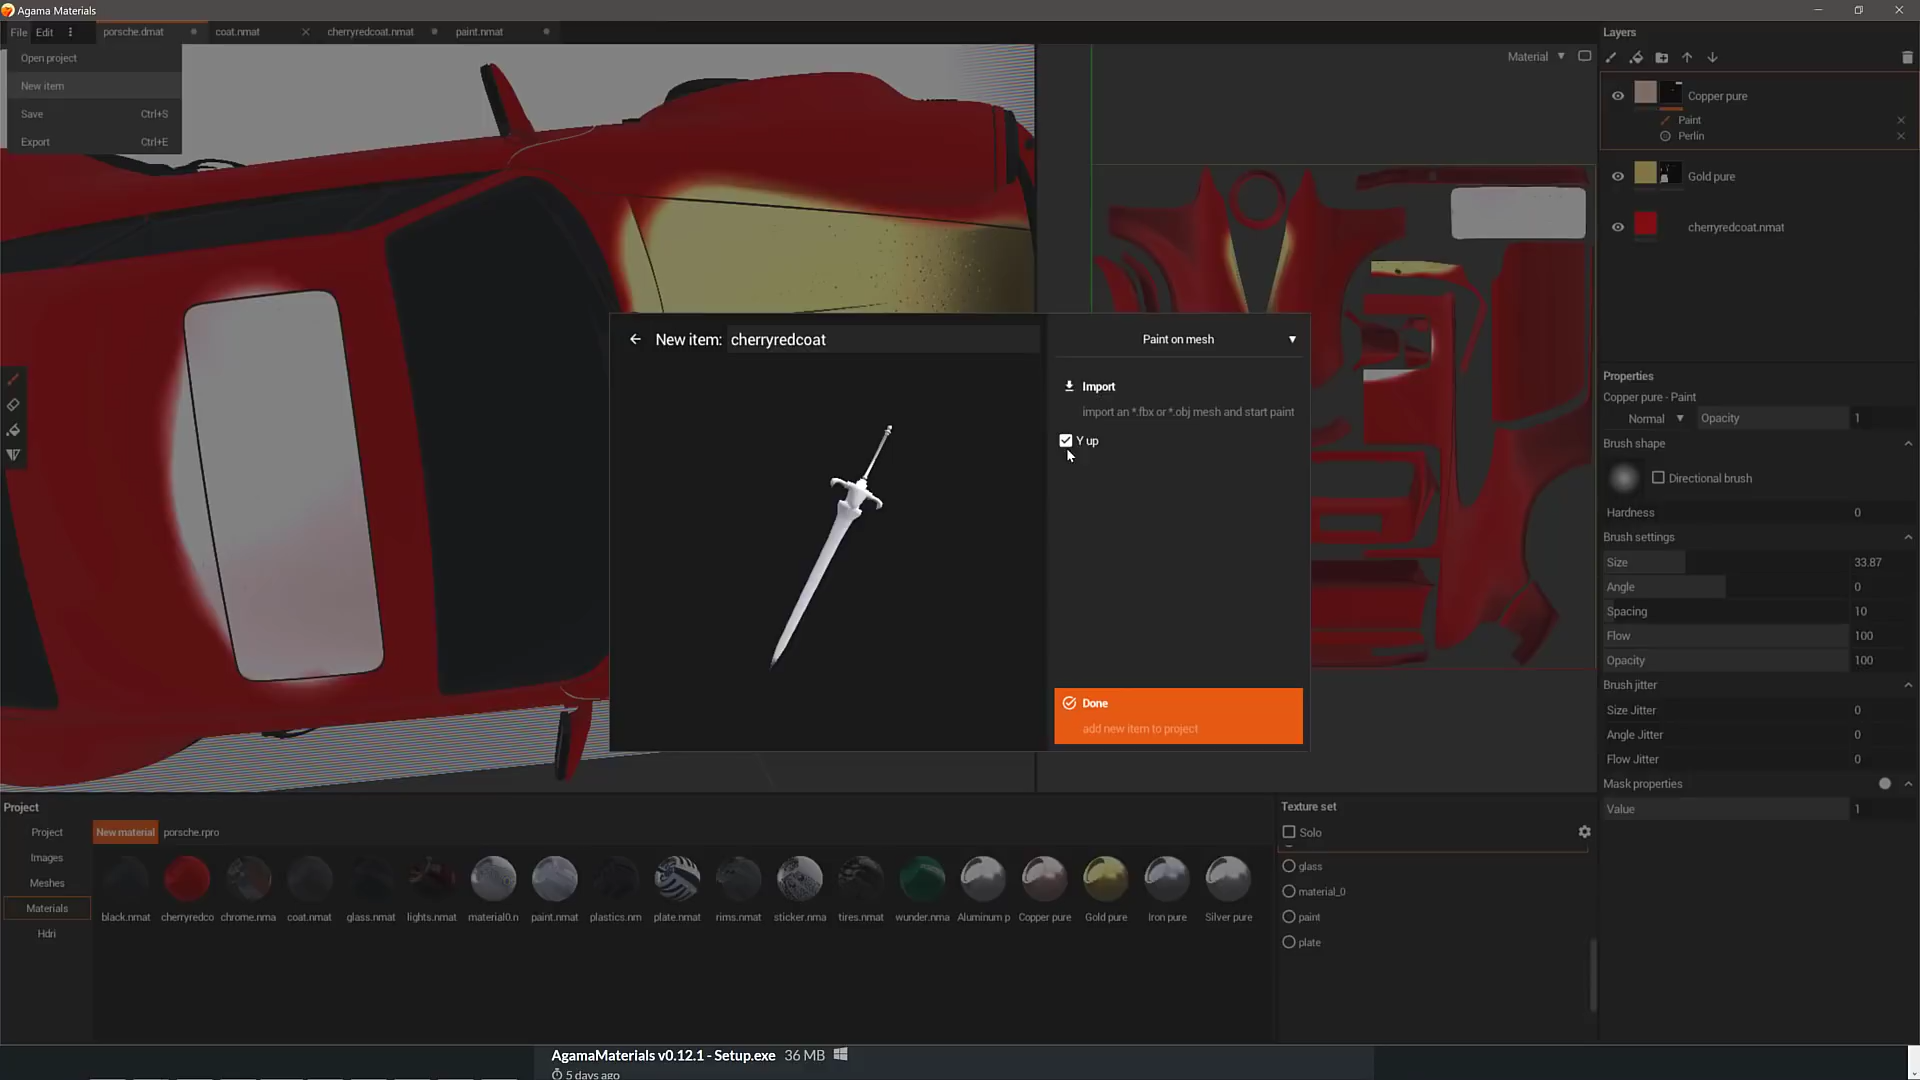 Agama Materials
File Edit porsche.dmat coat.nmat cherryredcoat.nmat paint.nmat
Open project
New item
Save Ctrl+S
Export Ctrl+E
Material
Layers
Copper pure
Paint
Perlin
Gold pure
cherryredcoat.nmat
New item: cherryredcoat
Paint on mesh
Import
import an *.fbx or *.obj mesh and start paint
Y up
Done
add new item to project
Properties
Copper pure - Paint
Normal Opacity 1
Brush shape
Directional brush
Hardness 0
Brush settings
Size 33.87
Angle 0
Spacing 10
Flow 100
Opacity 100
Brush jitter
Size Jitter 0
Angle Jitter 0
Flow Jitter 0
Mask properties
Value 1
Project
Project
Images
Meshes
Materials
Hdri
New material porsche.rpro
black.nmat cherryredco chrome.nma coat.nmat glass.nmat lights.nmat material0.n paint.nmat plastics.nm plate.nmat rims.nmat sticker.nma tires.nmat wunder.nma Aluminum p Copper pure Gold pure Iron pure Silver pure
Texture set
Solo
glass
material_0
paint
plate
AgamaMaterials v0.12.1 - Setup.exe 36 MB
5 days ago